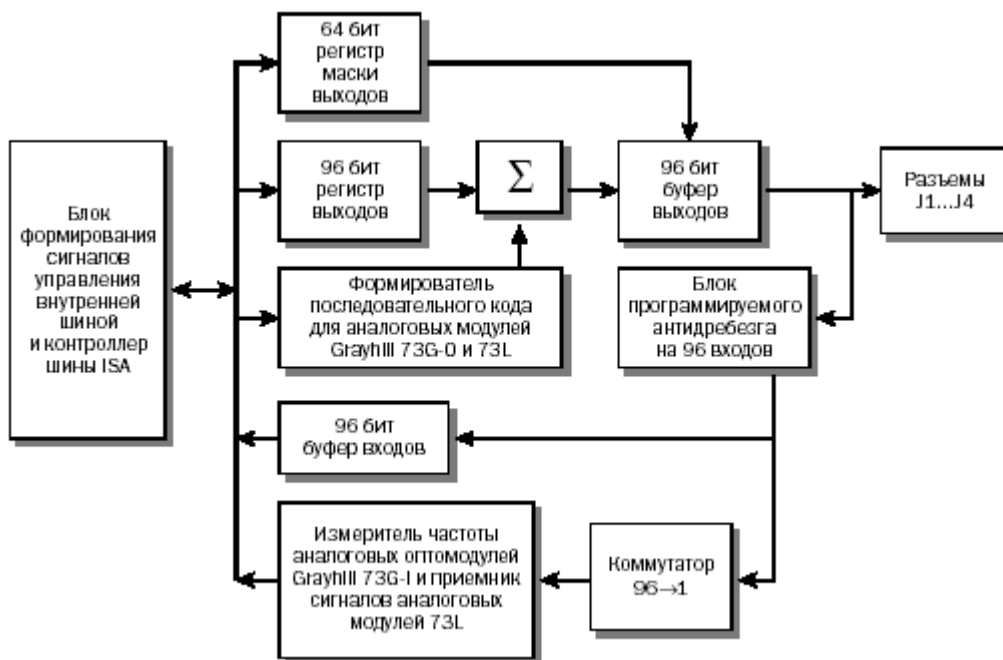 64 бит
регистр
маски
выходов
Блок
формирования
сигналов
управления
внутренней
шиной
и контроллер
шины ISA
96 бит
регистр
выходов
Σ
96 бит
буфер
выходов
Разъемы
J1...J4
Формирователь
последовательного кода
для аналоговых модулей
Grayhill 73G-0 и 73L
Блок
программируемого
антидребезга
на 96 входов
96 бит
буфер входов
Измеритель частоты
аналоговых оптомодулей
Grayhill 73G-I и приемник
сигналов аналоговых
модулей 73L
Коммутатор
96→1